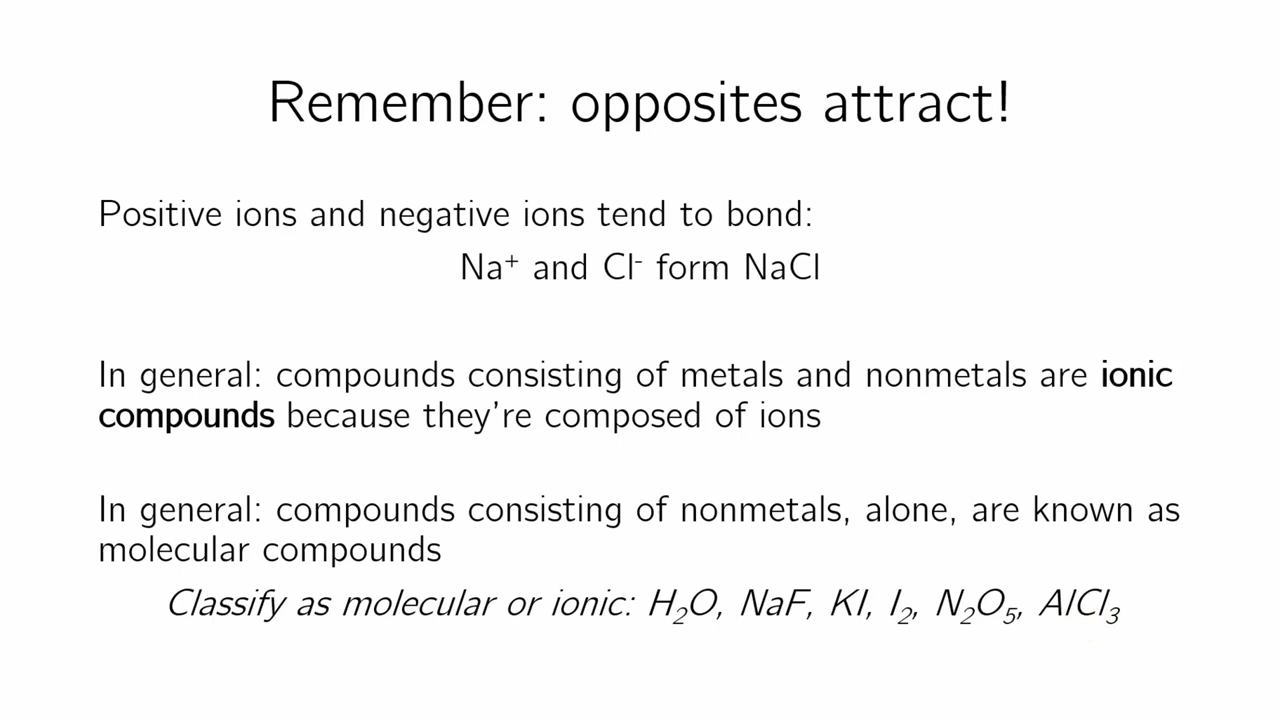 Remember: opposites attract!
Positive ions and negative ions tend to bond:
Na⁺ and Cl⁻ form NaCl
In general: compounds consisting of metals and nonmetals are ionic
compounds because they're composed of ions
In general: compounds consisting of nonmetals, alone, are known as
molecular compounds
Classify as molecular or ionic: H₂O, NaF, KI, I₂, N₂O₅, AlCl₃